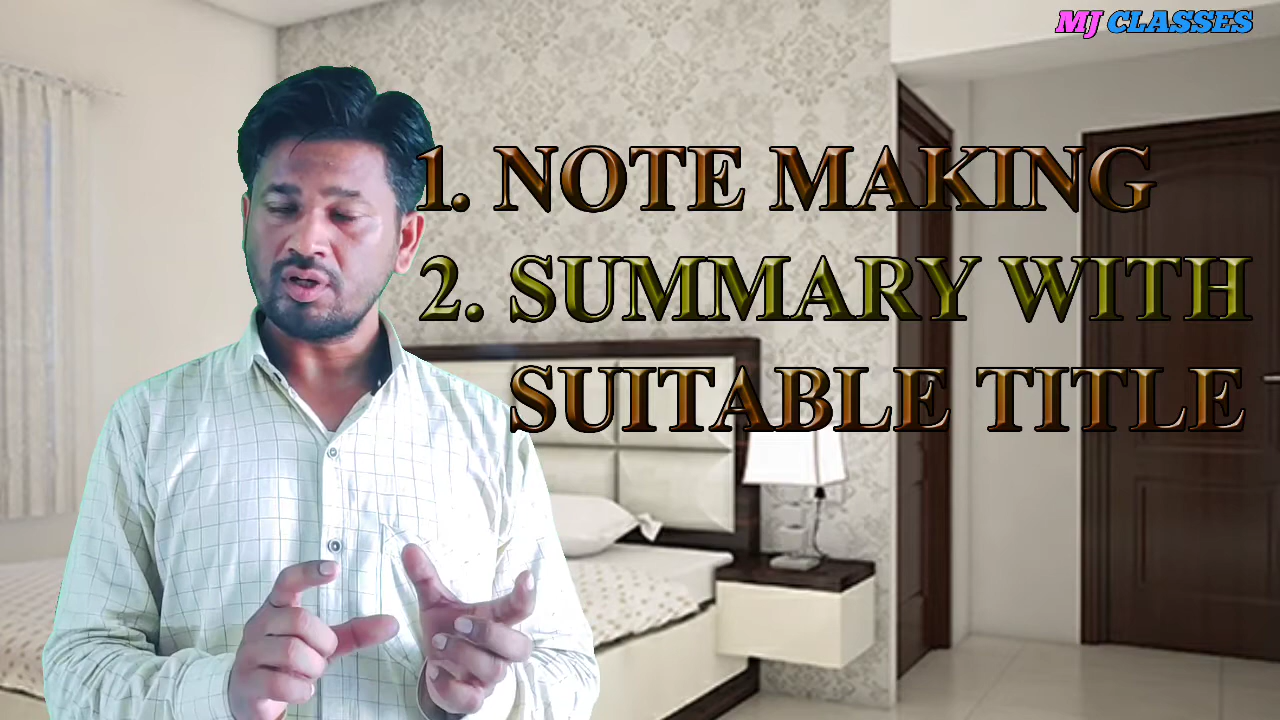 MJ CLASSES
1. NOTE MAKING
2. SUMMARY WITH
SUITABLE TITLE